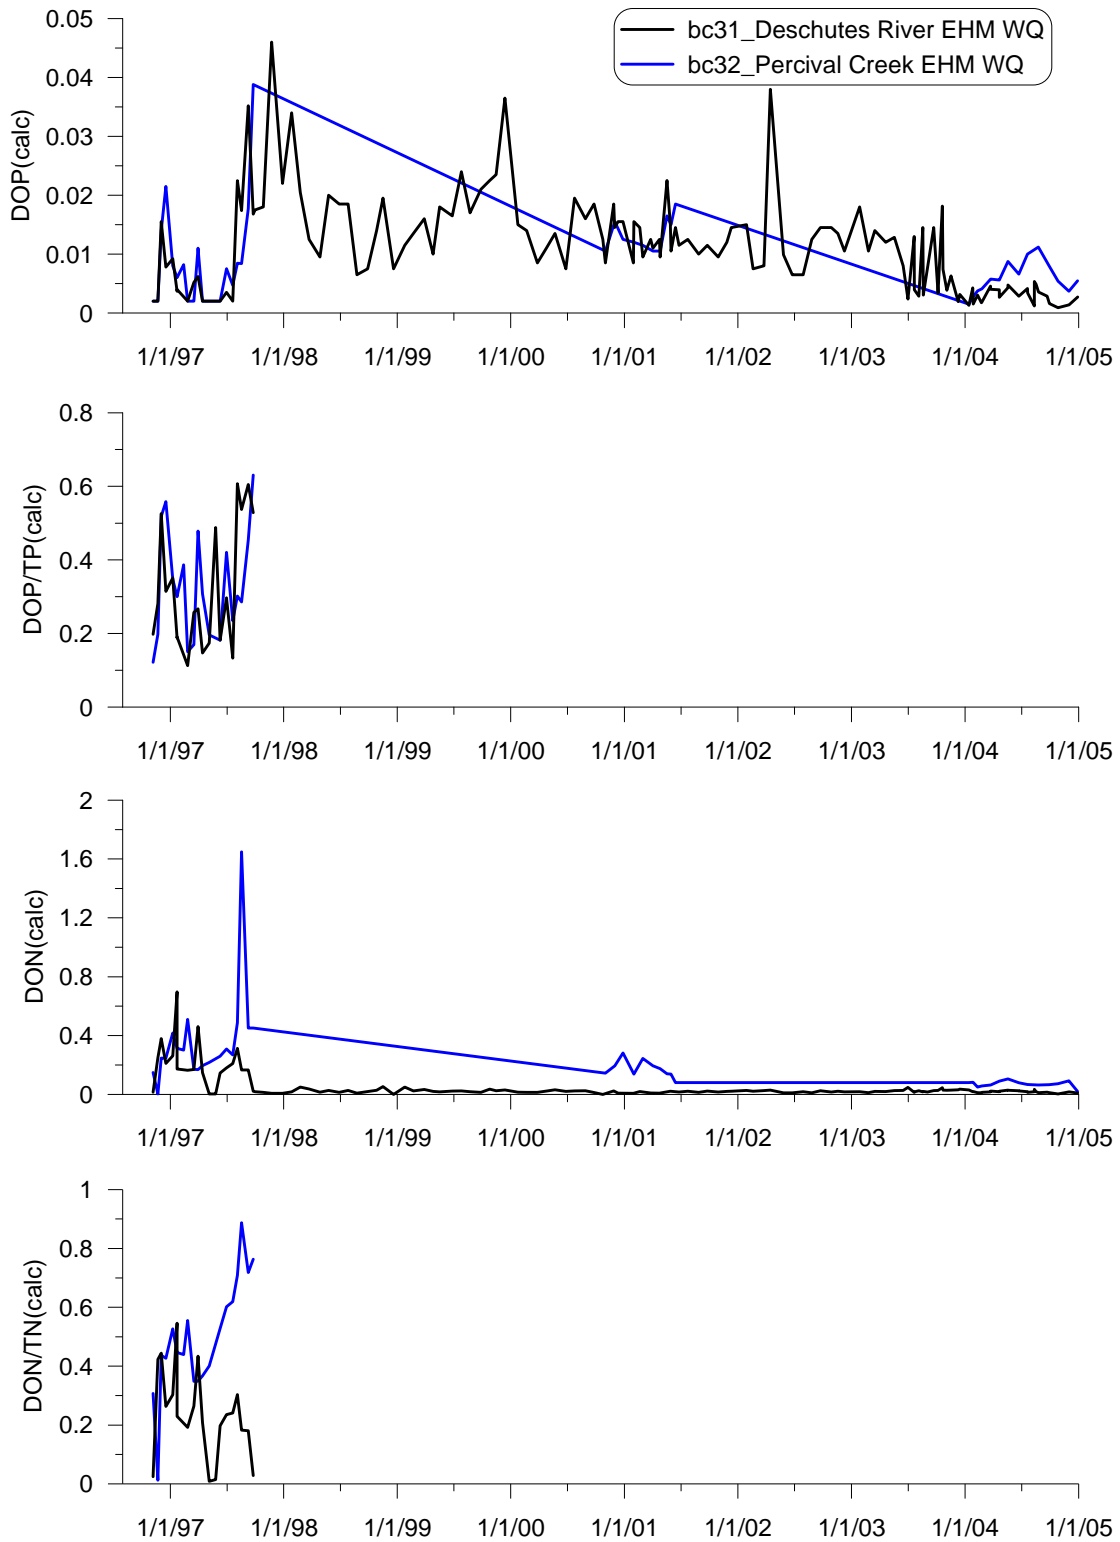 bc31_Deschutes River EHM WQ
bc32_Percival Creek EHM WQ
DOP(calc)
0.05
0.04
0.03
0.02
0.01
0
1/1/97 1/1/98 1/1/99 1/1/00 1/1/01 1/1/02 1/1/03 1/1/04 1/1/05
DOP/TP(calc)
0.8
0.6
0.4
0.2
0
1/1/97 1/1/98 1/1/99 1/1/00 1/1/01 1/1/02 1/1/03 1/1/04 1/1/05
DON(calc)
2
1.6
1.2
0.8
0.4
0
1/1/97 1/1/98 1/1/99 1/1/00 1/1/01 1/1/02 1/1/03 1/1/04 1/1/05
DON/TN(calc)
1
0.8
0.6
0.4
0.2
0
1/1/97 1/1/98 1/1/99 1/1/00 1/1/01 1/1/02 1/1/03 1/1/04 1/1/05